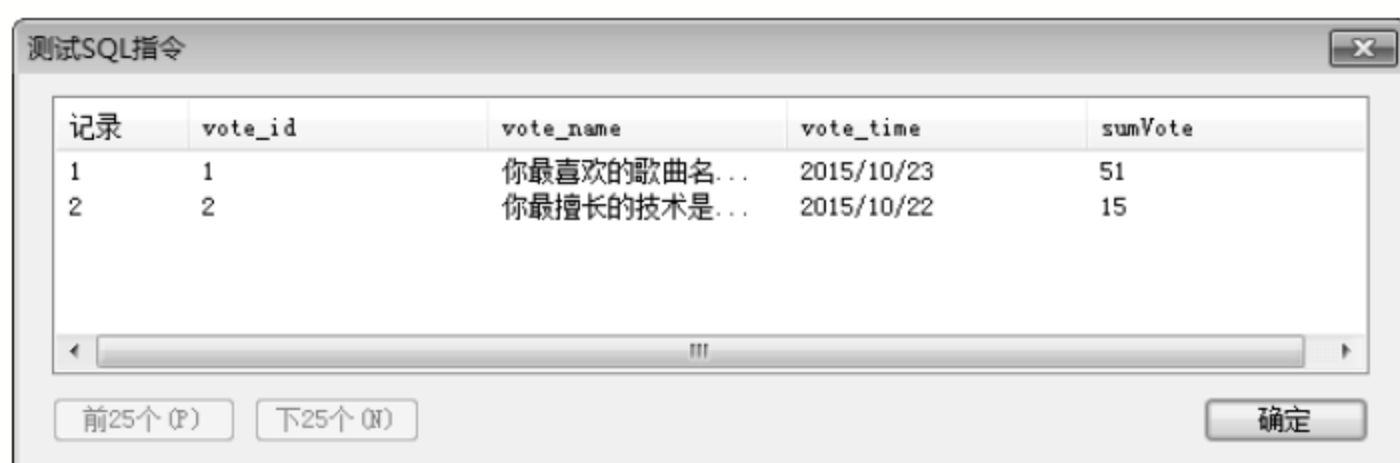 测试SQL指令
记录 vote_id vote_name vote_time sumVote
1 1 你最喜欢的歌曲名... 2015/10/23 51
2 2 你最擅长的技术是... 2015/10/22 15
前25个(P) 下25个(N) 确定